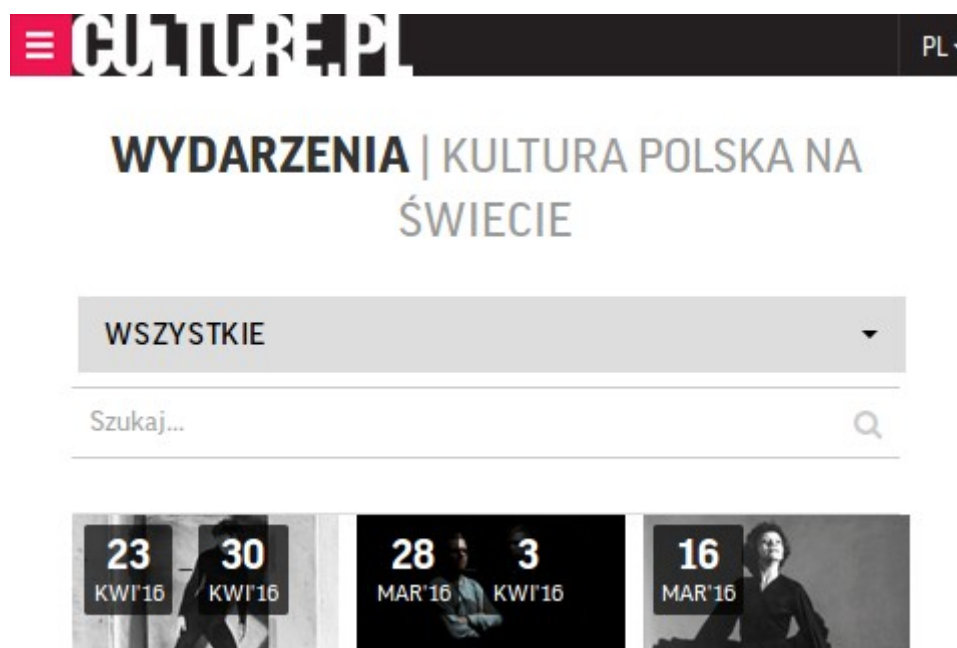 CULTURE.PL
PL
WYDARZENIA | KULTURA POLSKA NA
ŚWIECIE
WSZYSTKIE
Szukaj...
23 30 28 3 16
KWI'16 KWI'16 MAR'16 KWI'16 MAR'16